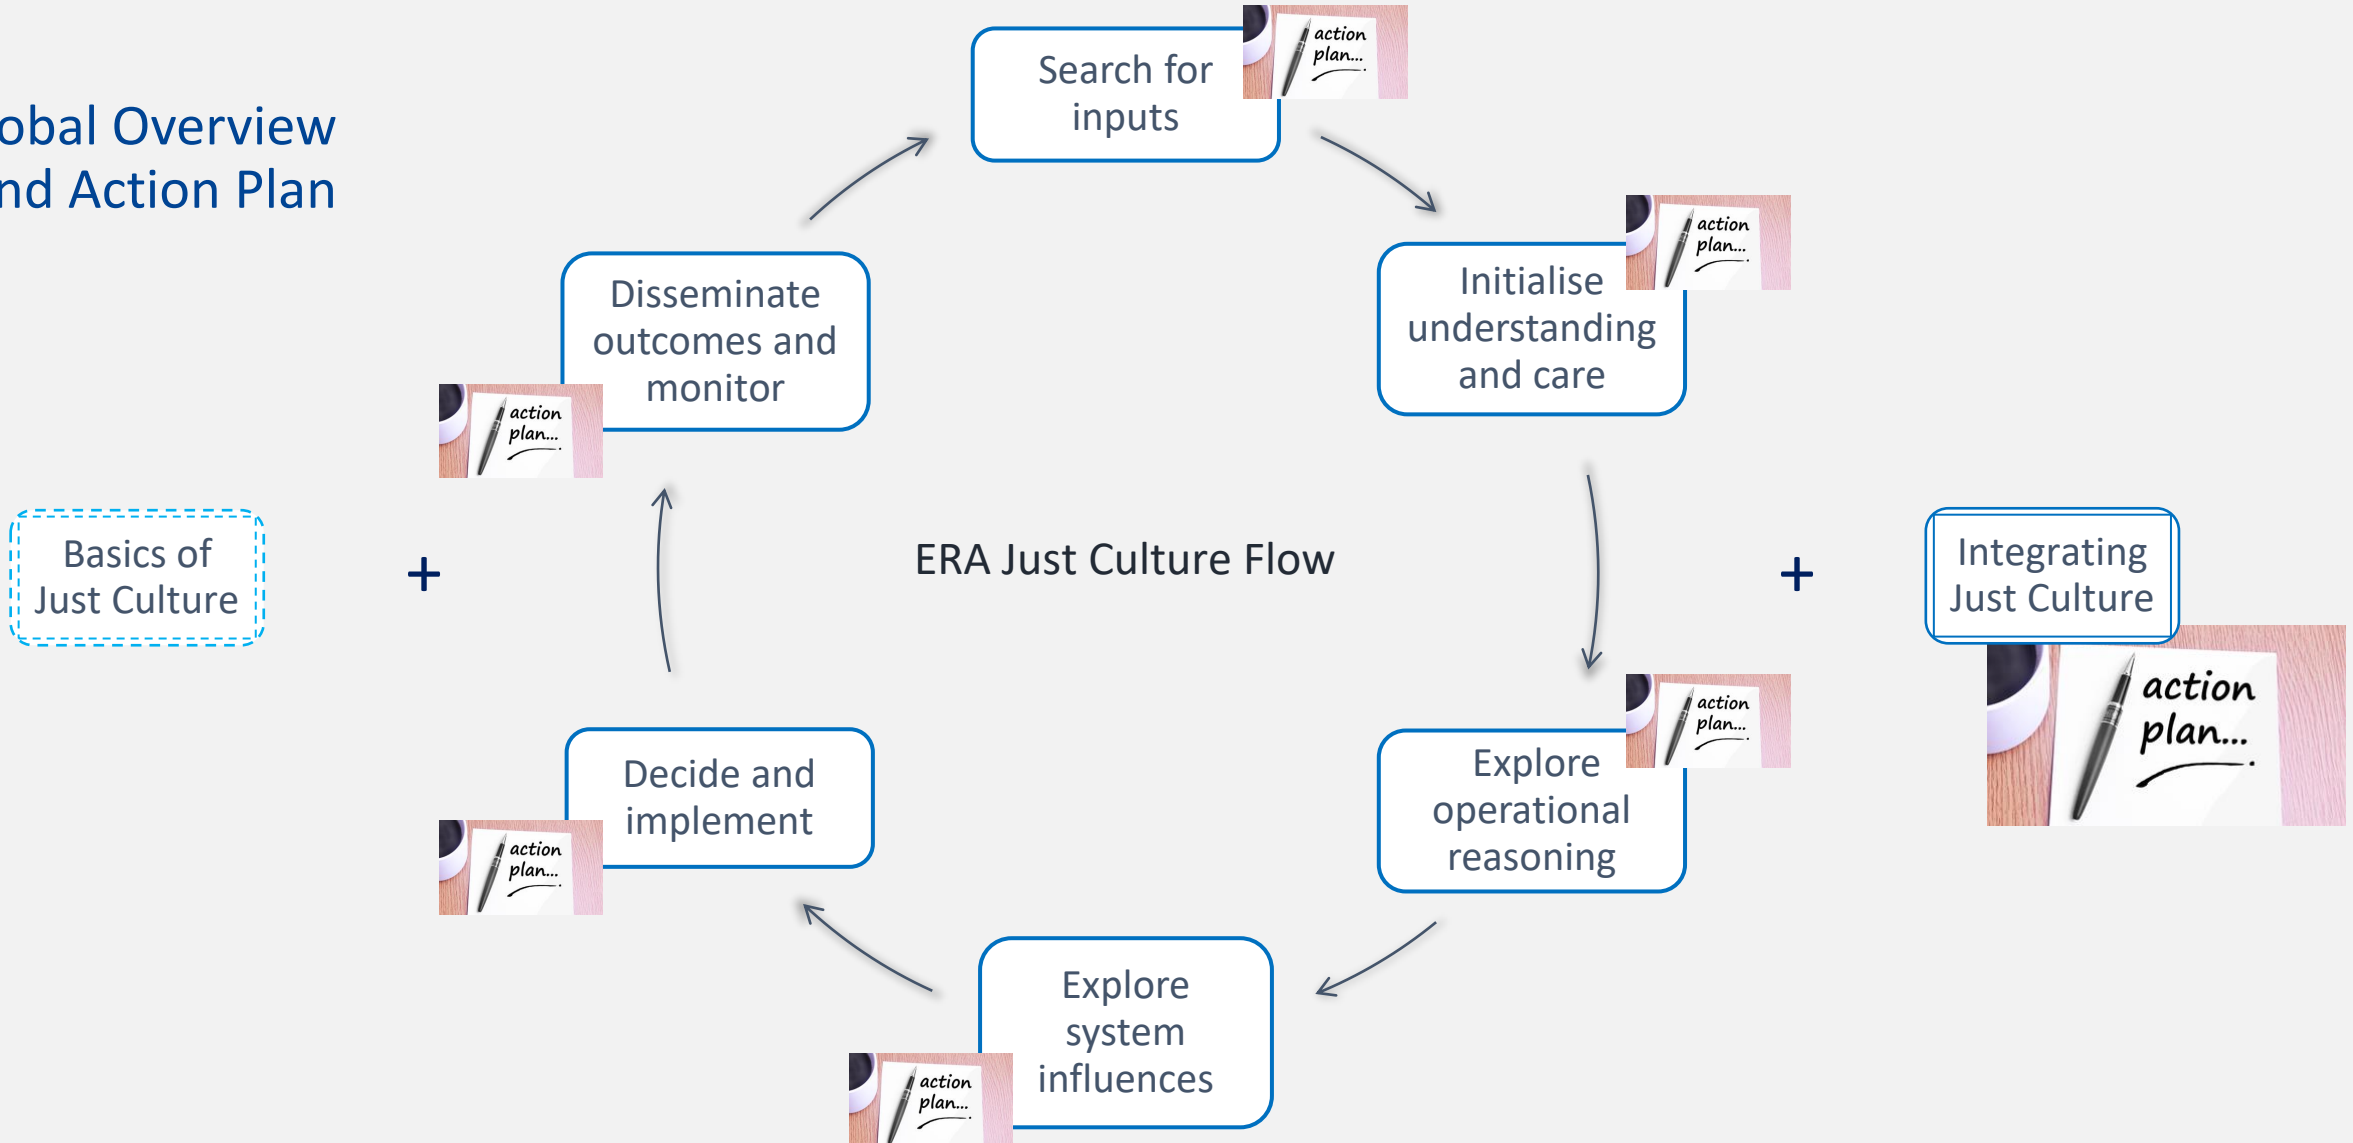 obal Overview
nd Action Plan
Search for
inputs
action
plan...
Initialise
understanding
and care
action
plan...
Explore
operational
reasoning
action
plan...
Explore
system
influences
action
plan...
Decide and
implement
action
plan...
Disseminate
outcomes and
monitor
action
plan...
Basics of
Just Culture
+
ERA Just Culture Flow
+
Integrating
Just Culture
action
plan...